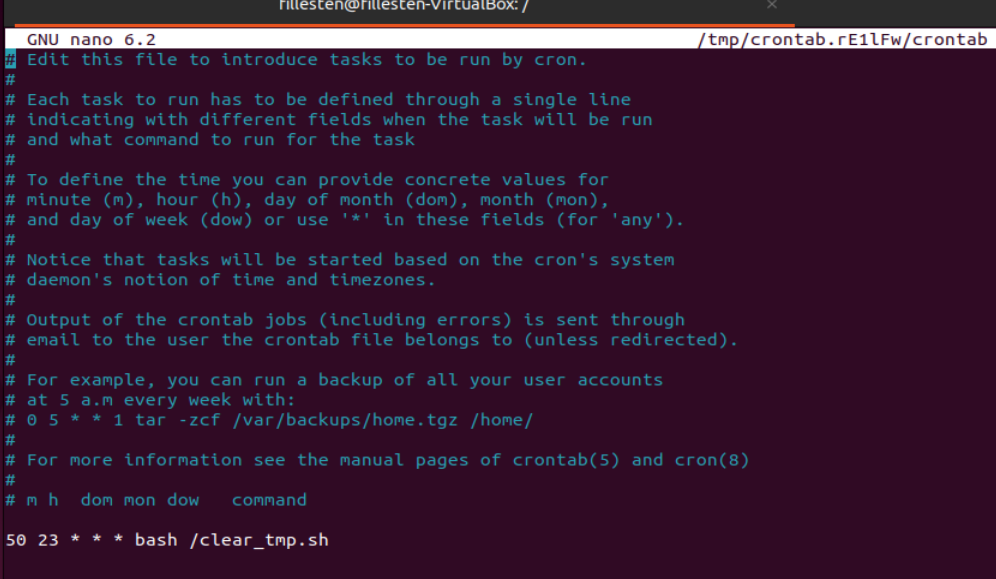 fillesten@fillesten-VirtualBox: /
GNU nano 6.2 /tmp/crontab.rE1lFw/crontab
# Edit this file to introduce tasks to be run by cron.
#
# Each task to run has to be defined through a single line
# indicating with different fields when the task will be run
# and what command to run for the task
#
# To define the time you can provide concrete values for
# minute (m), hour (h), day of month (dom), month (mon),
# and day of week (dow) or use '*' in these fields (for 'any').
#
# Notice that tasks will be started based on the cron's system
# daemon's notion of time and timezones.
#
# Output of the crontab jobs (including errors) is sent through
# email to the user the crontab file belongs to (unless redirected).
#
# For example, you can run a backup of all your user accounts
# at 5 a.m every week with:
# 0 5 * * 1 tar -zcf /var/backups/home.tgz /home/
#
# For more information see the manual pages of crontab(5) and cron(8)
#
# m h  dom mon dow   command
50 23 * * * bash /clear_tmp.sh